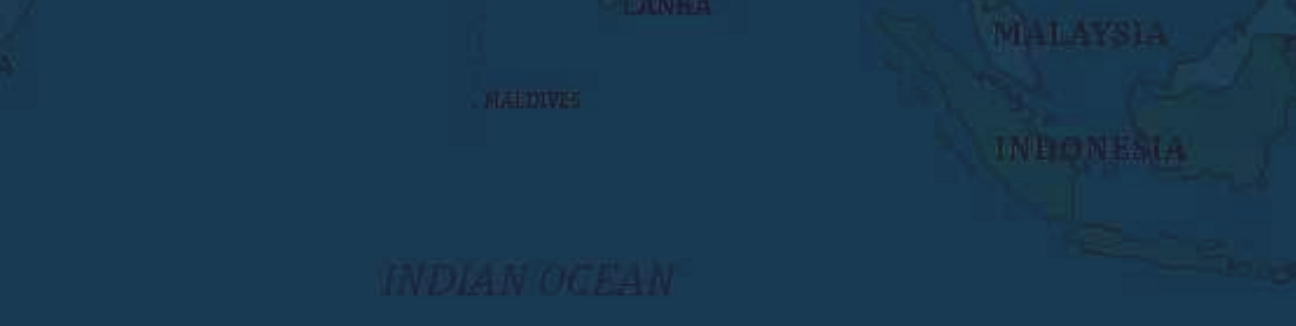 LANKA
MALAYSIA
A
MALDIVES
INDONESIA
INDIAN OCEAN